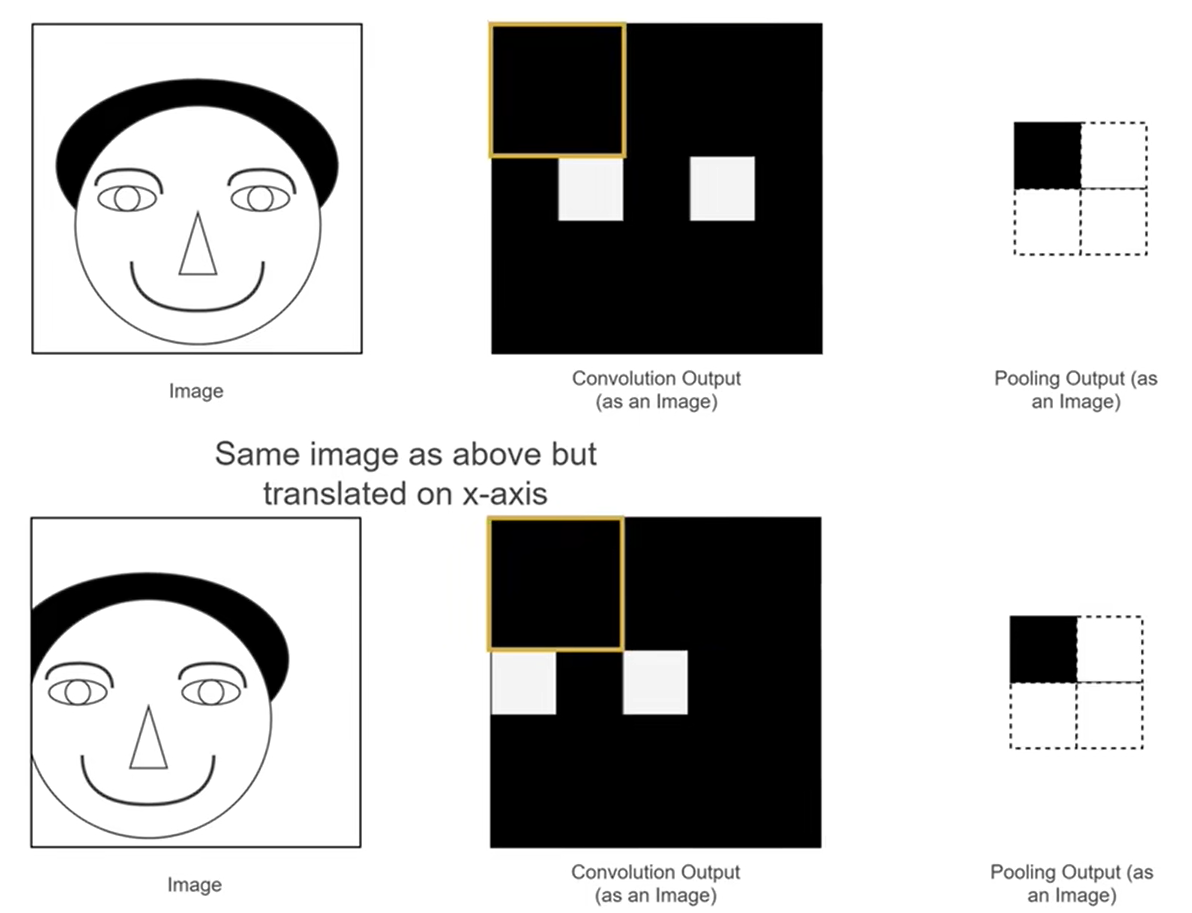 Image
Convolution Output
(as an Image)
Pooling Output (as
an Image)
Same image as above but
translated on x-axis
Image
Convolution Output
(as an Image)
Pooling Output (as
an Image)